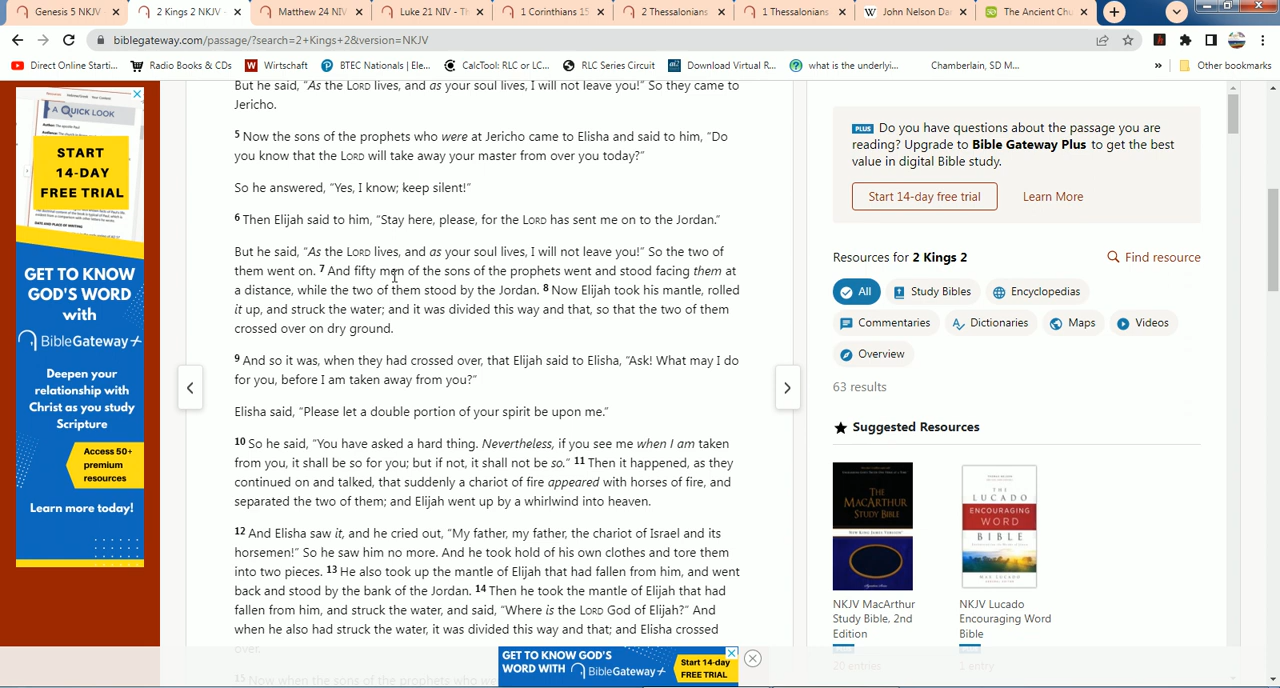 Genesis 5 NKJV -
2 Kings 2 NKJV -
Matthew 24 NIV
Luke 21 NIV - Th
1 Corinthians 15
2 Thessalonians
1 Thessalonians
John Nelson Da
The Ancient Chu
biblegateway.com/passage/?search=2+Kings+2&version=NKJV
Direct Online Starti...
Radio Books & CDs
Wirtschaft
BTEC Nationals | Ele...
CalcTool: RLC or LC...
RLC Series Circuit
Download Virtual R...
what is the underlyi...
Chamberlain, SD M...
»
Other bookmarks
A QUICK LOOK
START
14-DAY
FREE TRIAL
GET TO KNOW
GOD'S WORD
with
BibleGateway+
Deepen your
relationship with
Christ as you study
Scripture
Access 50+
premium
resources
Learn more today!
But he said, “As the LORD lives, and as your soul lives, I will not leave you!” So they came to
Jericho.
5 Now the sons of the prophets who were at Jericho came to Elisha and said to him, “Do
you know that the LORD will take away your master from over you today?”
So he answered, “Yes, I know; keep silent!”
6 Then Elijah said to him, “Stay here, please, for the LORD has sent me on to the Jordan.”
But he said, “As the LORD lives, and as your soul lives, I will not leave you!” So the two of
them went on. 7 And fifty men of the sons of the prophets went and stood facing them at
a distance, while the two of them stood by the Jordan. 8 Now Elijah took his mantle, rolled
it up, and struck the water; and it was divided this way and that, so that the two of them
crossed over on dry ground.
9 And so it was, when they had crossed over, that Elijah said to Elisha, “Ask! What may I do
for you, before I am taken away from you?”
Elisha said, “Please let a double portion of your spirit be upon me.”
10 So he said, “You have asked a hard thing. Nevertheless, if you see me when I am taken
from you, it shall be so for you; but if not, it shall not be so.” 11 Then it happened, as they
continued on and talked, that suddenly a chariot of fire appeared with horses of fire, and
separated the two of them; and Elijah went up by a whirlwind into heaven.
12 And Elisha saw it, and he cried out, “My father, my father, the chariot of Israel and its
horsemen!” So he saw him no more. And he took hold of his own clothes and tore them
into two pieces. 13 He also took up the mantle of Elijah that had fallen from him, and went
back and stood by the bank of the Jordan. 14 Then he took the mantle of Elijah that had
fallen from him, and struck the water, and said, “Where is the LORD God of Elijah?” And
when he also had struck the water, it was divided this way and that; and Elisha crossed
over.
15 Now when the sons of the prophets who we
PLUS Do you have questions about the passage you are
reading? Upgrade to Bible Gateway Plus to get the best
value in digital Bible study.
Start 14-day free trial
Learn More
Resources for 2 Kings 2
Find resource
All
Study Bibles
Encyclopedias
Commentaries
Dictionaries
Maps
Videos
Overview
63 results
Suggested Resources
THE
MACARTHUR
STUDY BIBLE
THE
LUCADO
ENCOURAGING
WORD
BIBLE
NKJV MacArthur
Study Bible, 2nd
Edition
20 entries
NKJV Lucado
Encouraging Word
Bible
1 entry
GET TO KNOW GOD'S
WORD WITH
BibleGateway+
Start 14-day
FREE TRIAL